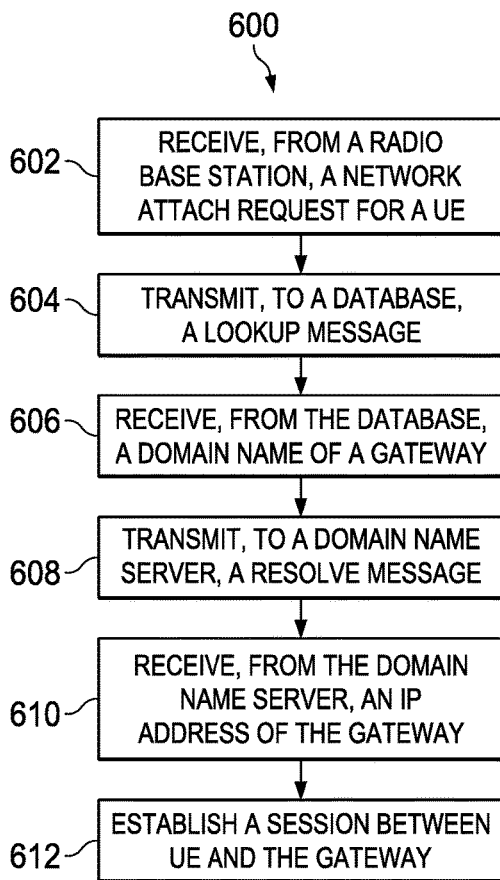 600
602
RECEIVE, FROM A RADIO
BASE STATION, A NETWORK
ATTACH REQUEST FOR A UE
604
TRANSMIT, TO A DATABASE,
A LOOKUP MESSAGE
606
RECEIVE, FROM THE DATABASE,
A DOMAIN NAME OF A GATEWAY
608
TRANSMIT, TO A DOMAIN NAME
SERVER, A RESOLVE MESSAGE
610
RECEIVE, FROM THE DOMAIN
NAME SERVER, AN IP
ADDRESS OF THE GATEWAY
612
ESTABLISH A SESSION BETWEEN
UE AND THE GATEWAY